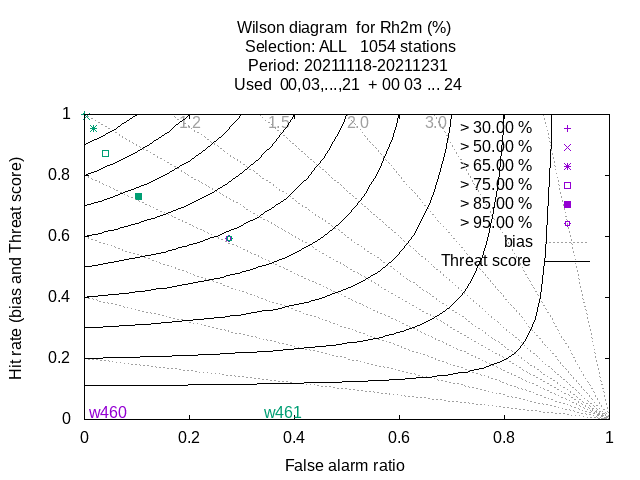 Wilson diagram for Rh2m (%)
Selection: ALL 1054 stations
Period: 20211118-20211231
Used 00,03,...,21 + 00 03 ... 24
1.2 1.5 2.0 3.0
> 30.00 %
> 50.00 %
> 65.00 %
> 75.00 %
> 85.00 %
> 95.00 %
bias
Threat score
1
0.8
0.6
0.4
0.2
0
Hit rate (bias and Threat score)
w460 w461
0 0.2 0.4 0.6 0.8 1
False alarm ratio